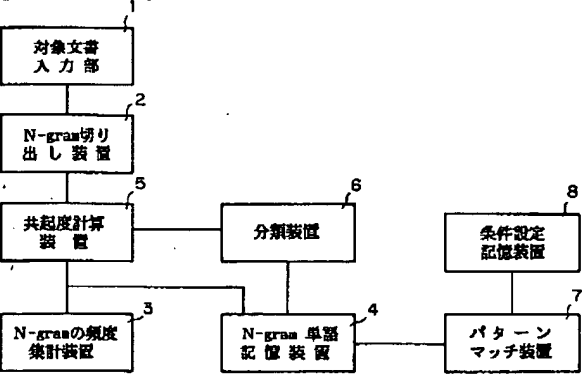 1
対象文書
入力部
2
N-gram切り
出し装置
5
共起度計算
装置
6
分類装置
8
条件設定
記憶装置
3
N-gramの頻度
集計装置
4
N-gram 単語
記憶装置
7
パターン
マッチ装置